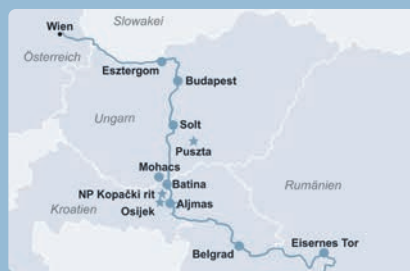 Slowakei
Wien
Österreich
Esztergom
Budapest
Ungarn
Solt
Puszta
Mohacs
Rumänien
Batina
NP Kopački rit
Kroatien
Osijek
Aljmas
Belgrad
Eisernes Tor